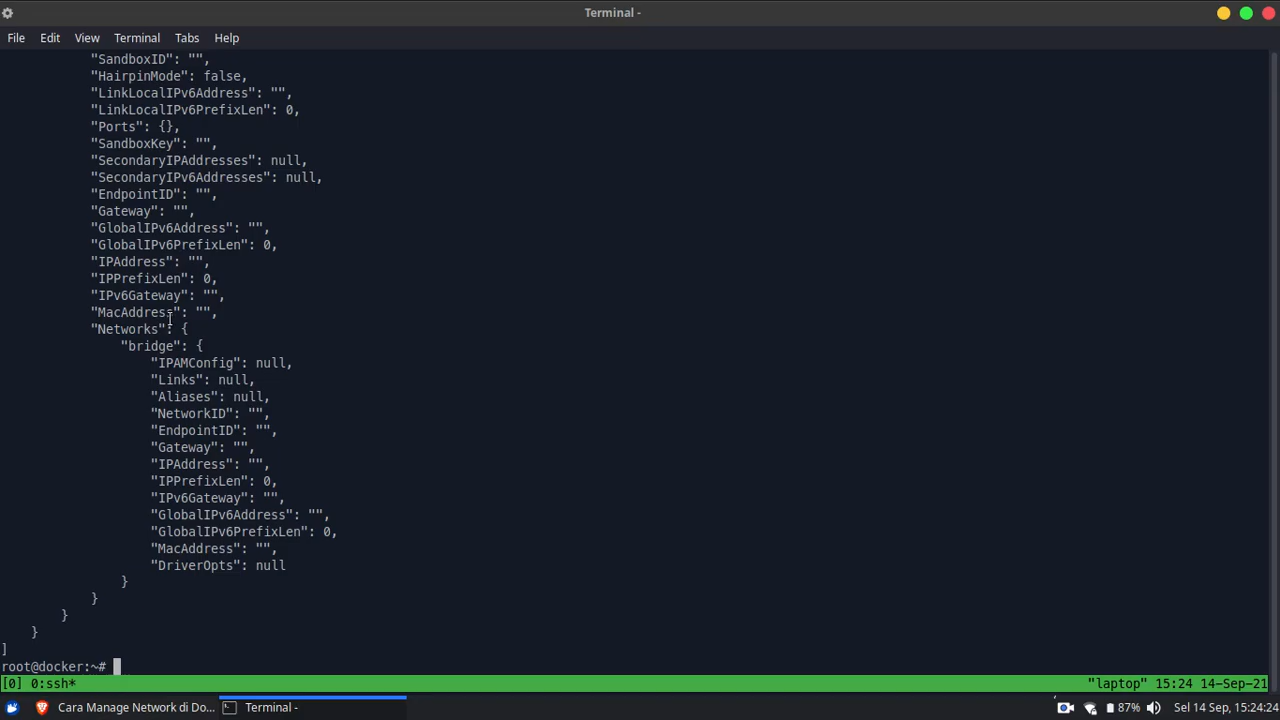 Terminal -
File Edit View Terminal Tabs Help
"SandboxID": "",
"HairpinMode": false,
"LinkLocalIPv6Address": "",
"LinkLocalIPv6PrefixLen": 0,
"Ports": {},
"SandboxKey": "",
"SecondaryIPAddresses": null,
"SecondaryIPv6Addresses": null,
"EndpointID": "",
"Gateway": "",
"GlobalIPv6Address": "",
"GlobalIPv6PrefixLen": 0,
"IPAddress": "",
"IPPrefixLen": 0,
"IPv6Gateway": "",
"MacAddress": "",
"Networks": {
"bridge": {
"IPAMConfig": null,
"Links": null,
"Aliases": null,
"NetworkID": "",
"EndpointID": "",
"Gateway": "",
"IPAddress": "",
"IPPrefixLen": 0,
"IPv6Gateway": "",
"GlobalIPv6Address": "",
"GlobalIPv6PrefixLen": 0,
"MacAddress": "",
"DriverOpts": null
}
}
}
}
]
root@docker:~#
[0] 0:ssh* "laptop" 15:24 14-Sep-21
Cara Manage Network di Do... Terminal - 87% Sel 14 Sep, 15:24:24